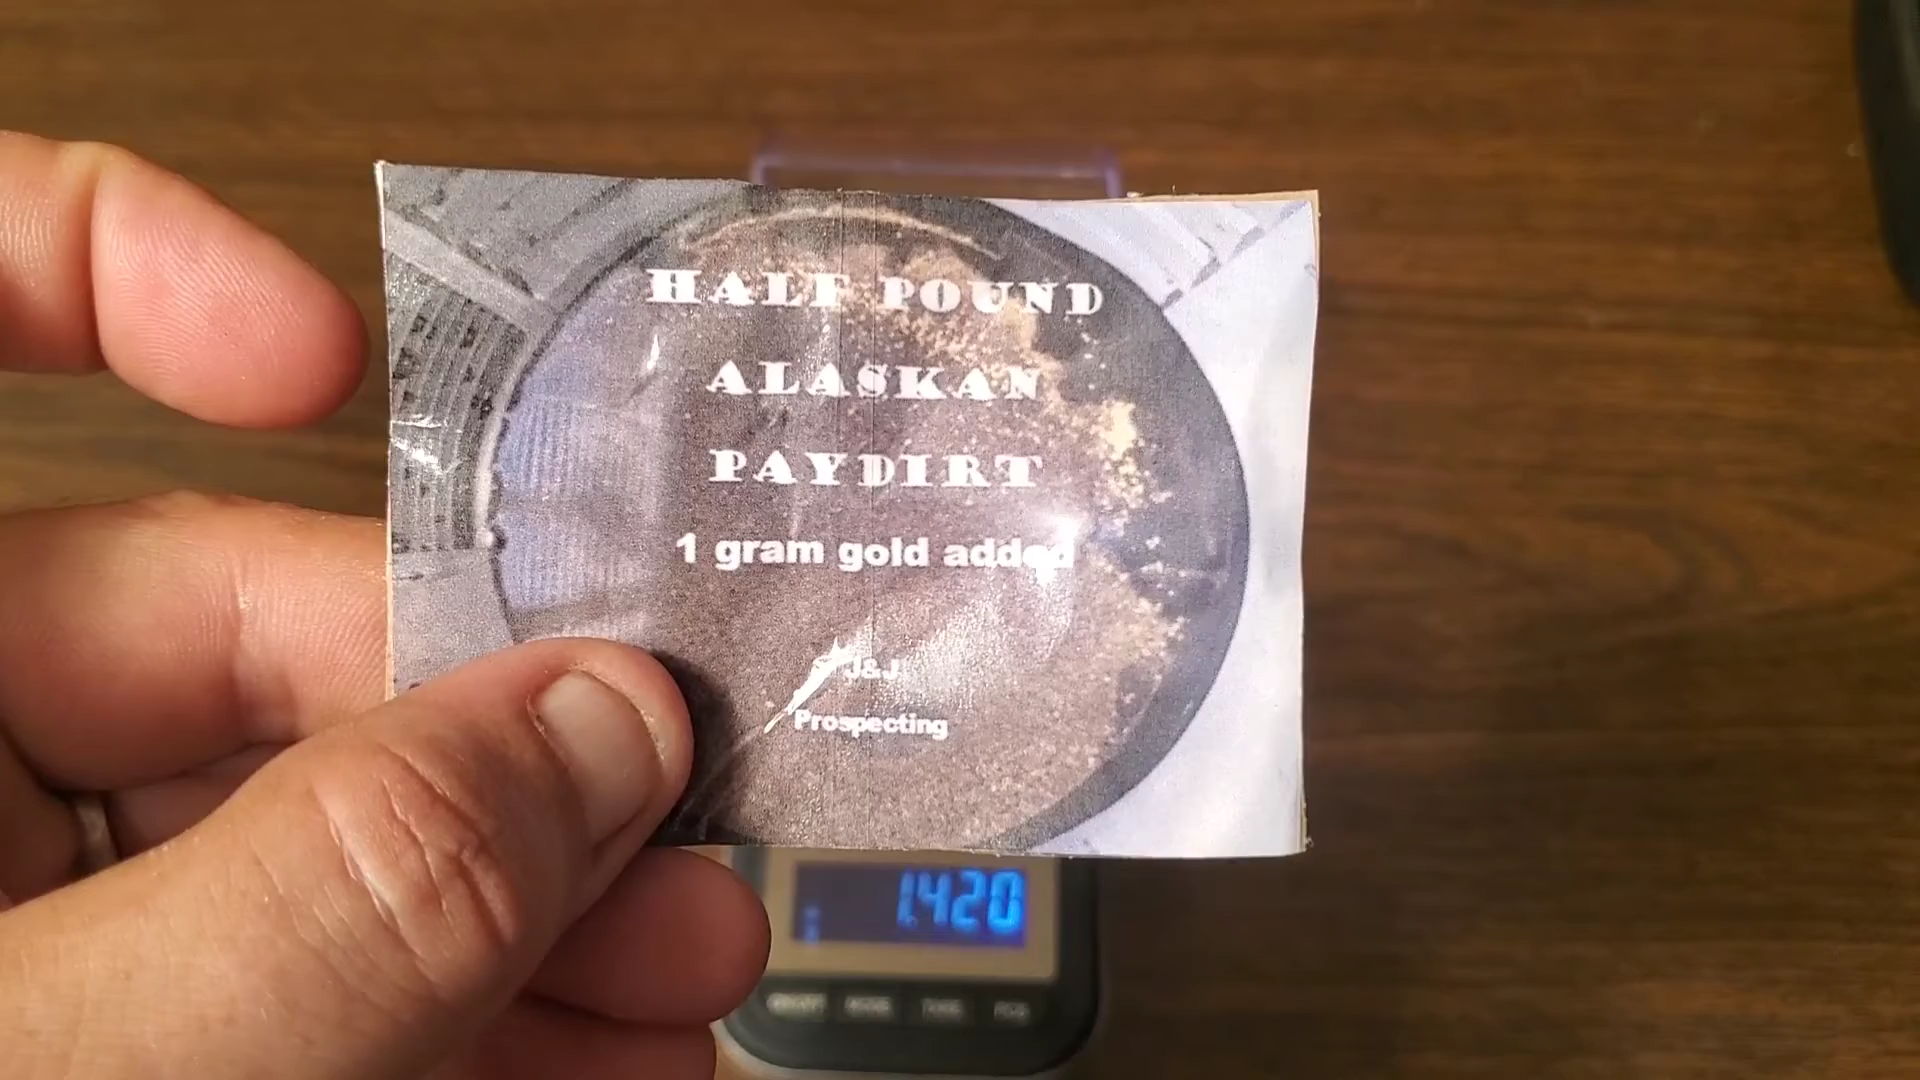 HALF POUND
ALASKAN
PAYDIRT
1 gram gold added
J&J
Prospecting
1.420